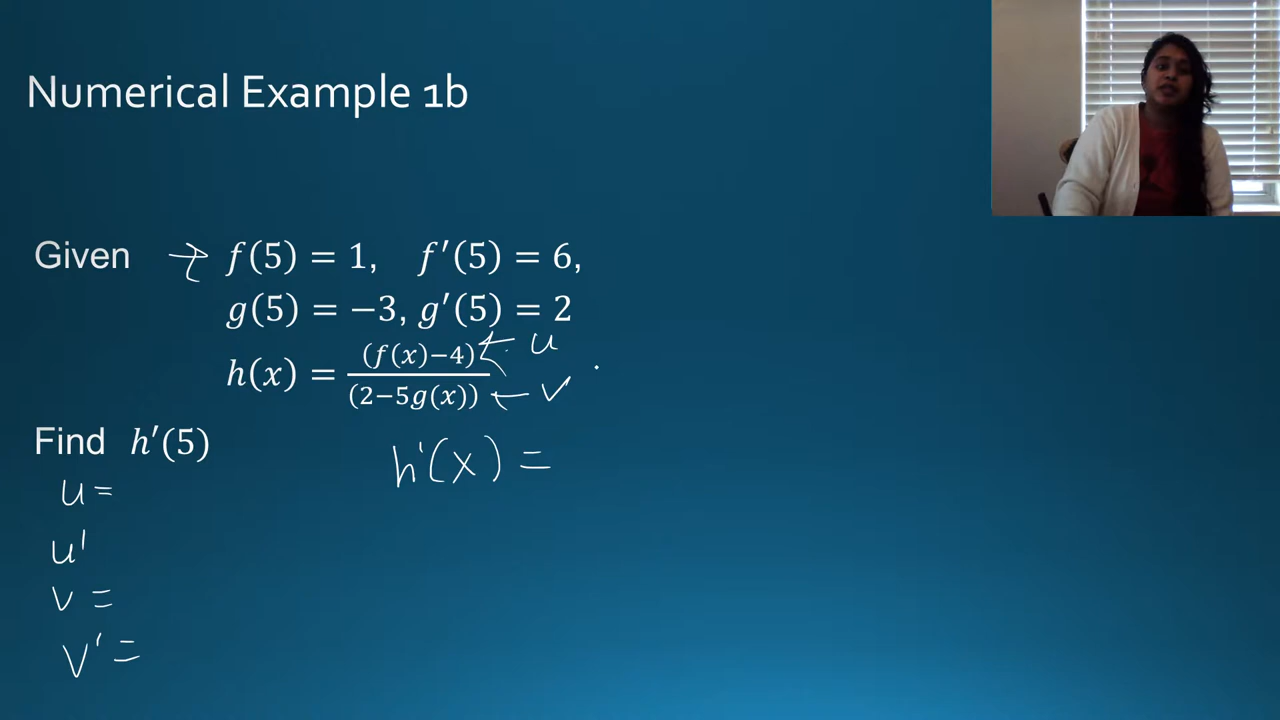 Numerical Example 1b
Given → f(5) = 1, f′(5) = 6,
g(5) = −3, g′(5) = 2
h(x) = (f(x)−4)/(2−5g(x)) ← u ← v
Find h′(5)
h'(x) =
u =
u'
v =
v' =